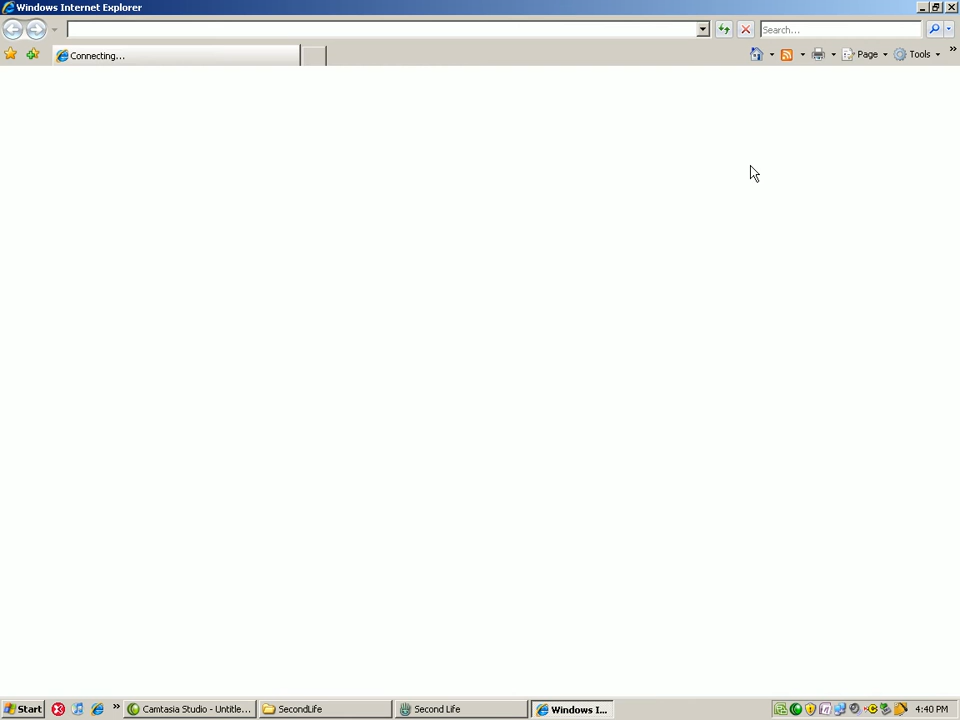 Windows Internet Explorer
Search...
Connecting...
Page
Tools
Start
Camtasia Studio - Untitle...
SecondLife
Second Life
Windows I...
4:40 PM